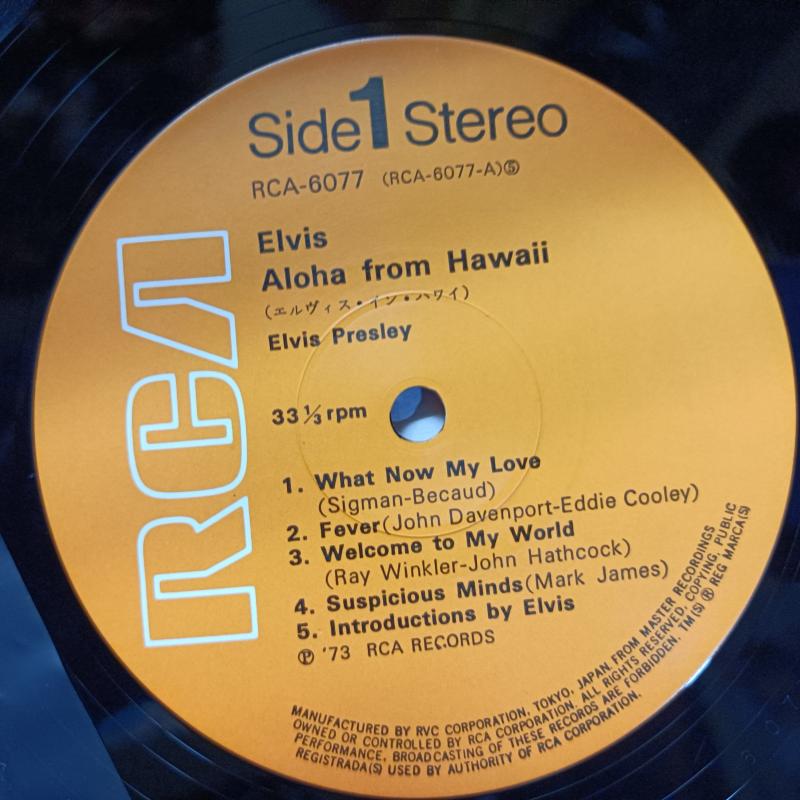 Side 1 Stereo
RCA-6077 (RCA-6077-A)⑤
RCA
Elvis
Aloha from Hawaii
(エルヴィス・イン・ハワイ)
Elvis Presley
33 ⅓ rpm
1. What Now My Love
(Sigman-Becaud)
2. Fever(John Davenport-Eddie Cooley)
3. Welcome to My World
(Ray Winkler-John Hathcock)
4. Suspicious Minds(Mark James)
5. Introductions by Elvis
℗ '73 RCA RECORDS
MANUFACTURED BY RVC CORPORATION, TOKYO, JAPAN. FROM MASTER RECORDINGS
OWNED OR CONTROLLED BY RCA CORPORATION. ALL RIGHTS RESERVED, COPYING, PUBLIC
PERFORMANCE, BROADCASTING OF THESE RECORDS ARE FORBIDDEN. TM(S) ® REG MARCA(S)
REGISTRADA(S) USED BY AUTHORITY OF RCA CORPORATION.